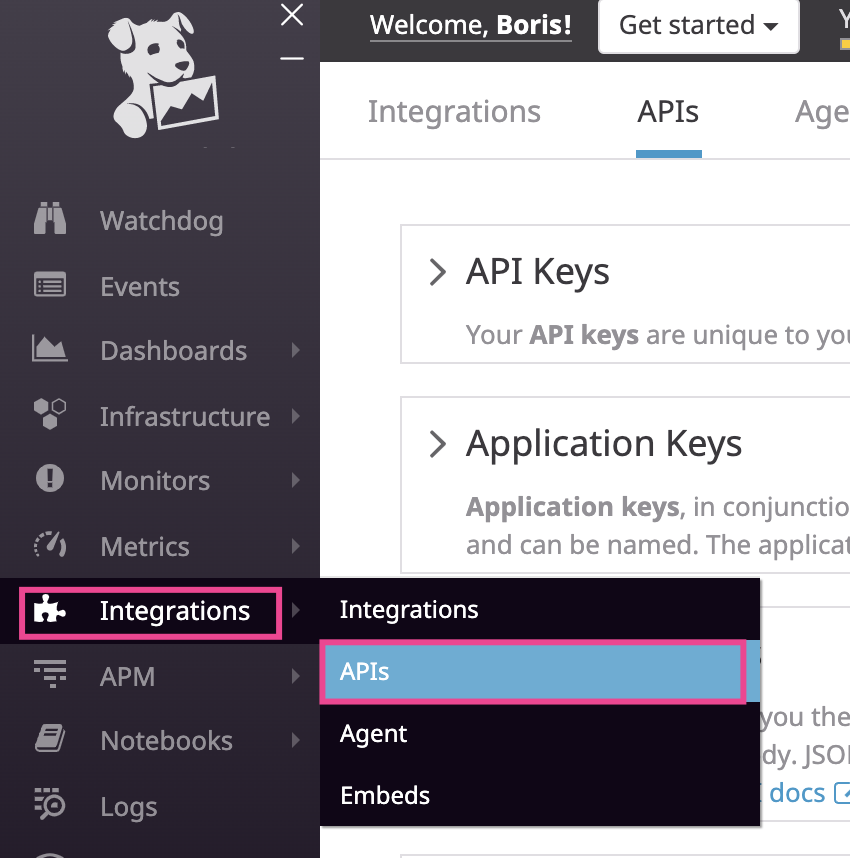 Welcome, Boris!
Get started
Integrations
APIs
Age
Watchdog
Events
Dashboards
Infrastructure
Monitors
Metrics
Integrations
APM
Notebooks
Logs
API Keys
Your API keys are unique to you
Application Keys
Application keys, in conjunctio
and can be named. The applicat
Integrations
APIs
Agent
Embeds
you the
dy. JSO
docs